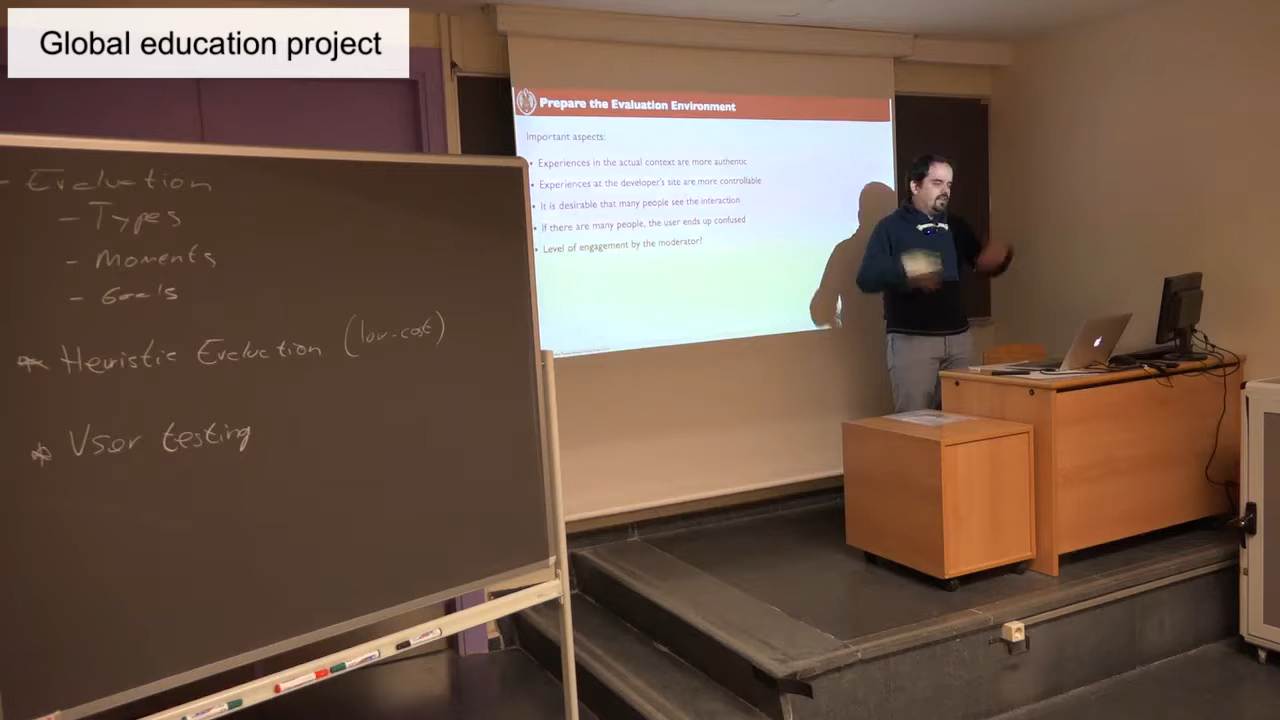 Global education project
Prepare the Evaluation Environment
Important aspects:
• Experiences in the actual context are more authentic
• Experiences at the developer's site are more controllable
• It is desirable that many people see the interaction
• If there are many people, the user ends up confused
• Level of engagement by the moderator?
- Evaluation
- Types
- Moments
- Goals
* Heuristic Evaluation (low-cost)
* User testing